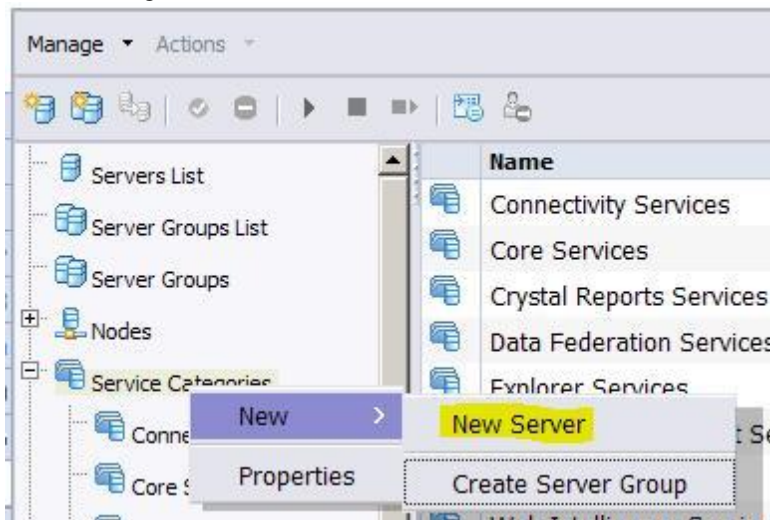 Manage Actions
Name
Servers List
Connectivity Services
Server Groups List
Core Services
Server Groups
Crystal Reports Services
Nodes
Data Federation Services
Service Categories
Explorer Services
New
New Server
Properties
Create Server Group